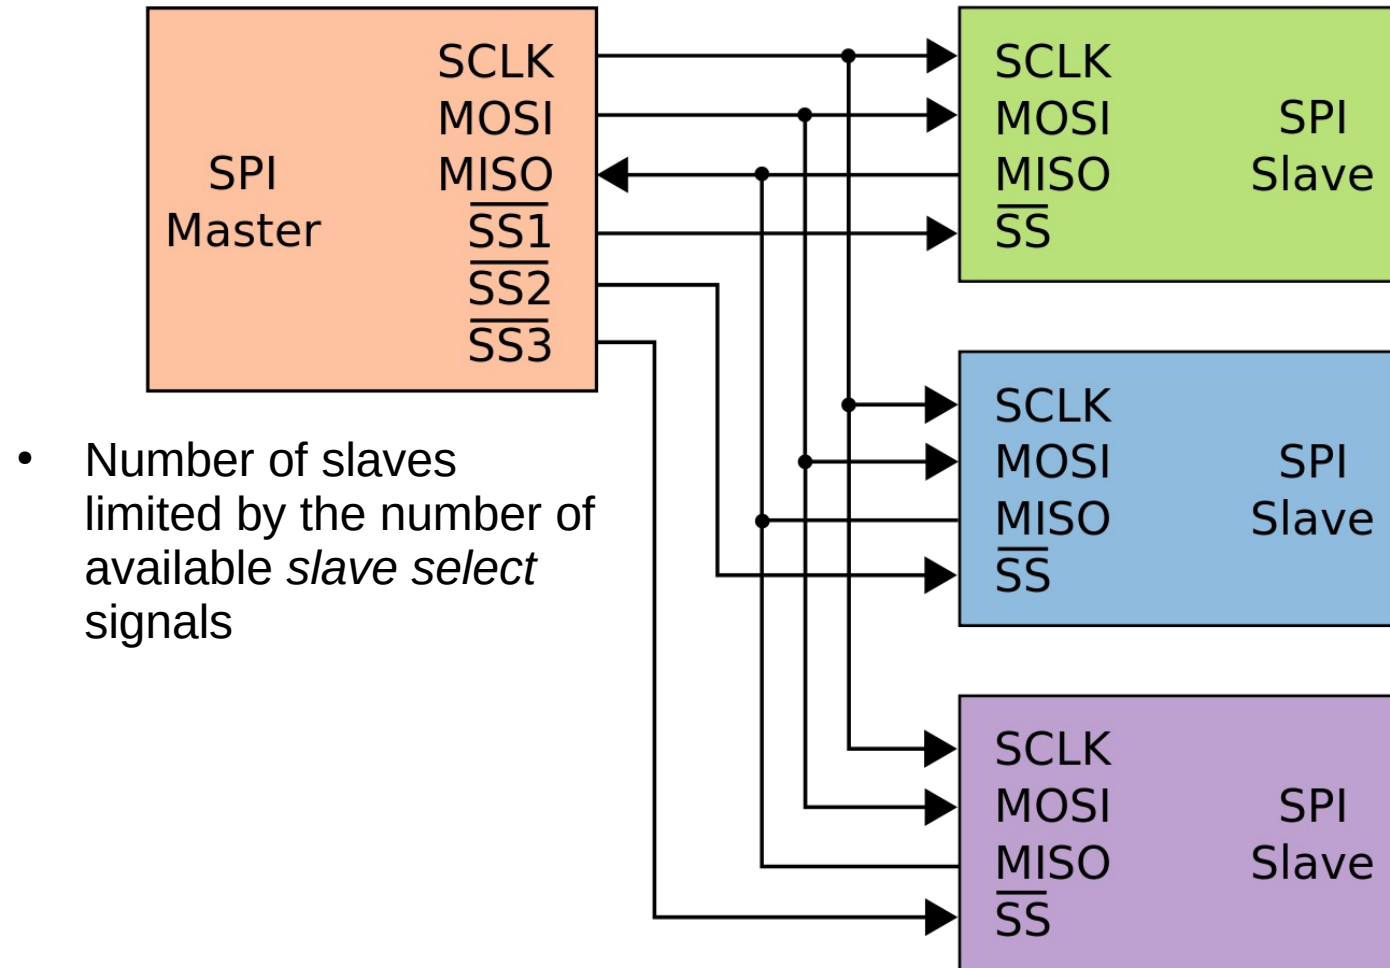 SCLK
MOSI
MISO
SS1
SS2
SS3
SPI
Master
SCLK
MOSI
MISO
SS
SPI
Slave
• Number of slaves
limited by the number of
available slave select
signals
SCLK
MOSI
MISO
SS
SPI
Slave
SCLK
MOSI
MISO
SS
SPI
Slave